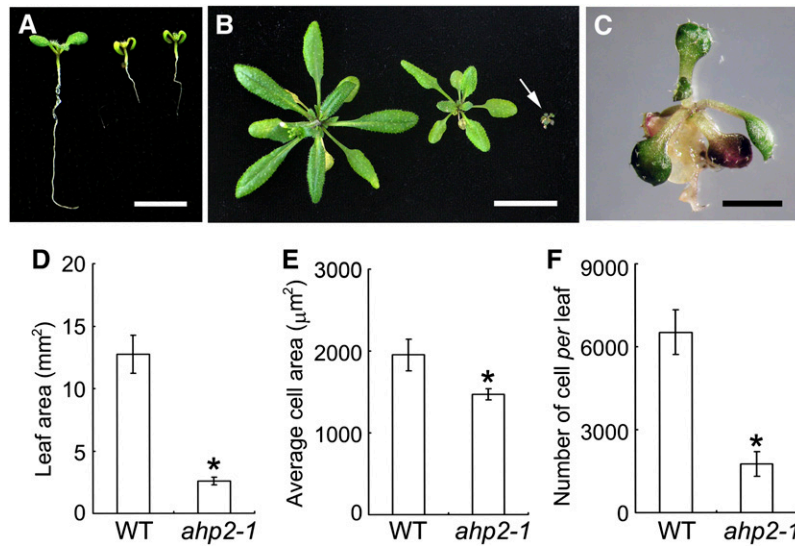 A
B
C
D
Leaf area (mm²)
20
15
10
5
0
*
WT
ahp2-1
E
Average cell area (µm²)
3000
2000
1000
0
*
WT
ahp2-1
F
Number of cell per leaf
9000
6000
3000
0
*
WT
ahp2-1